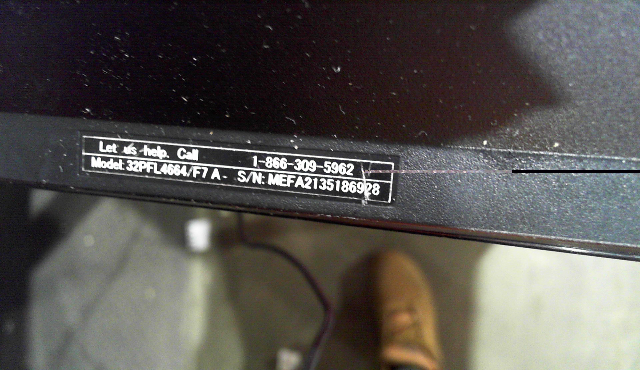 Let us help. Call 1-866-309-5962
Model: 32PFL4664/F7 A - S/N: MEFA2135186928